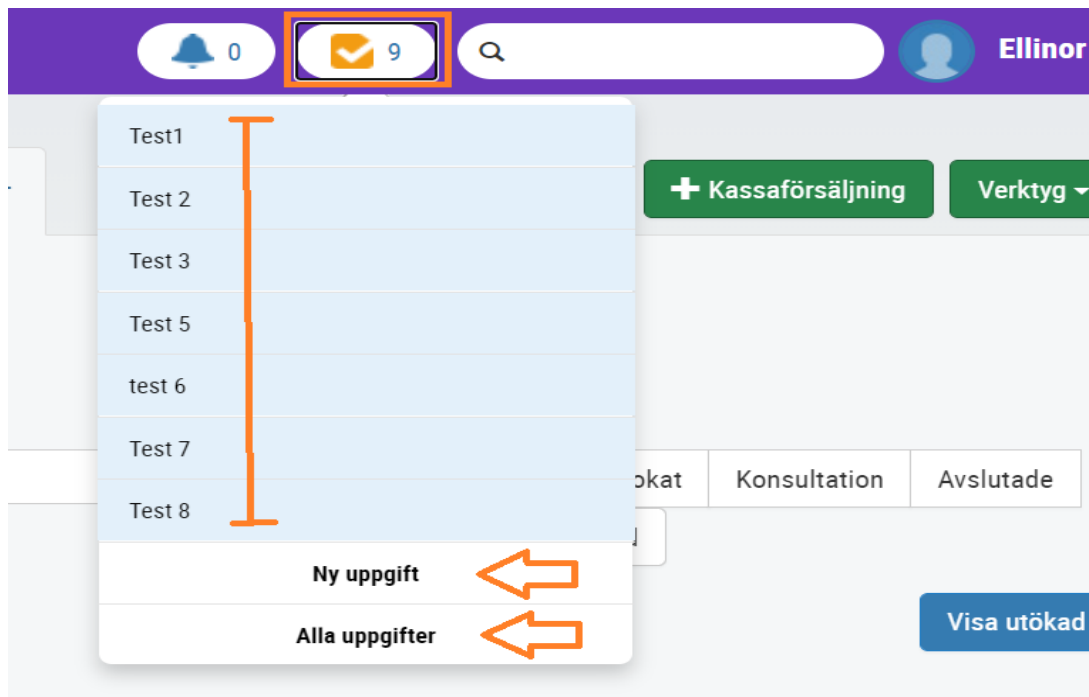 0
9
Ellinor
Test1
Test 2
Test 3
Test 5
test 6
Test 7
Test 8
Ny uppgift
Alla uppgifter
Kassaförsäljning
Verktyg
Konsultation
Avslutade
Visa utökad